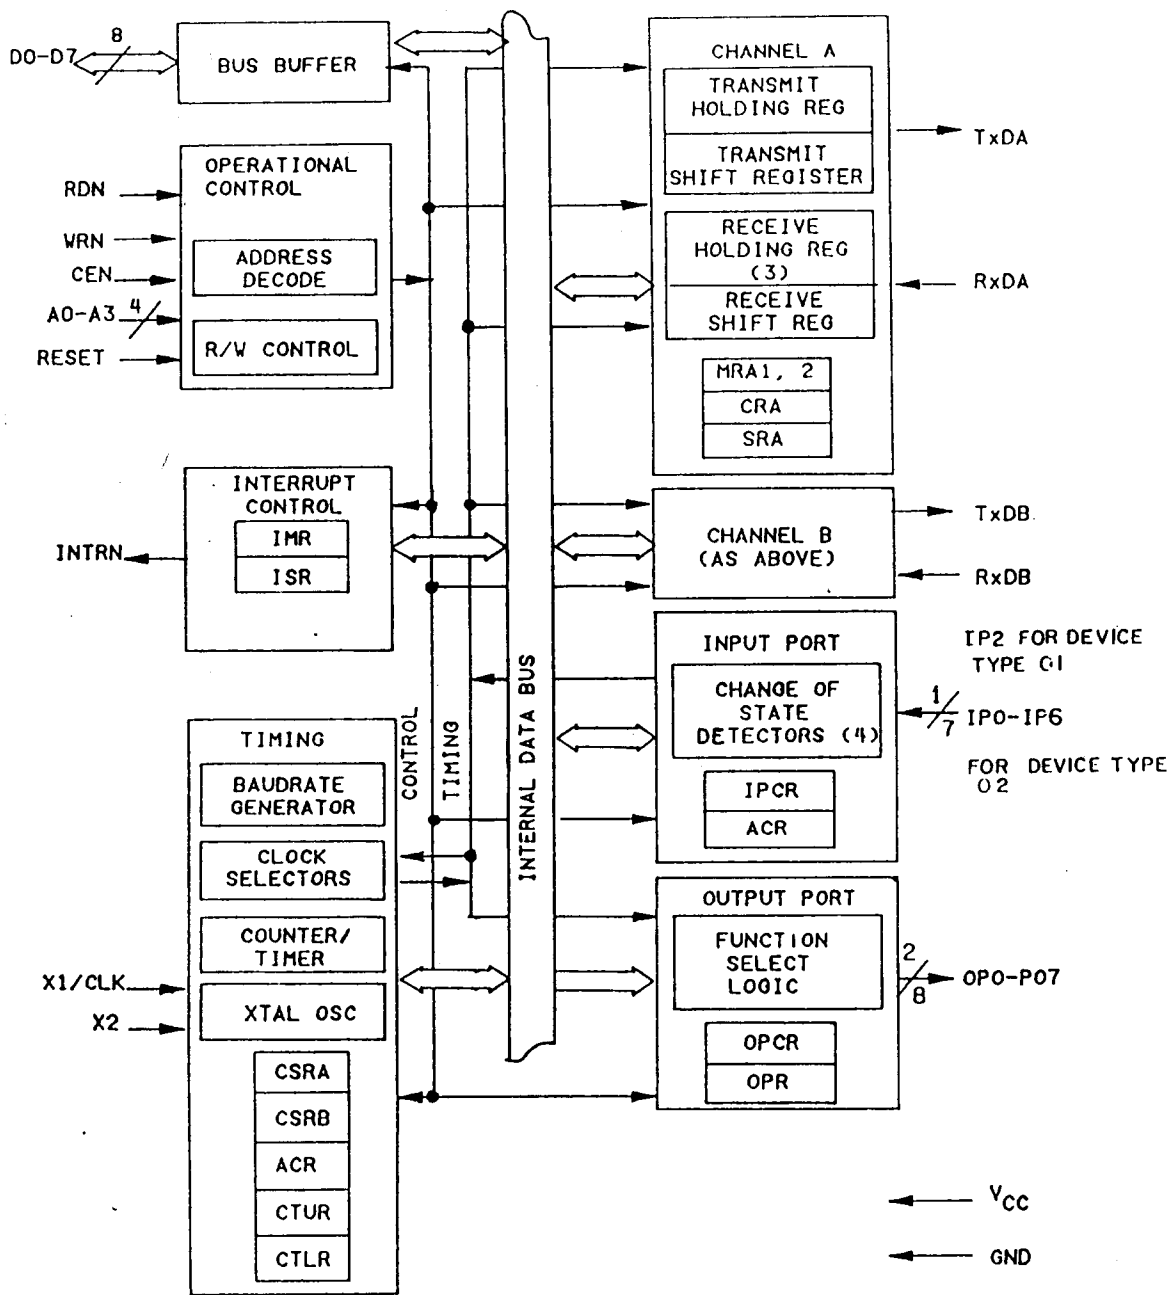 8
D0-D7
BUS BUFFER
OPERATIONAL
CONTROL
RDN
WRN
CEN
A0-A3
4
RESET
ADDRESS
DECODE
R/W CONTROL
INTERRUPT
CONTROL
IMR
ISR
INTRN
TIMING
BAUDRATE
GENERATOR
CLOCK
SELECTORS
COUNTER/
TIMER
XTAL OSC
X1/CLK
X2
CSRA
CSRB
ACR
CTUR
CTLR
CONTROL
TIMING
INTERNAL DATA BUS
CHANNEL A
TRANSMIT
HOLDING REG
TRANSMIT
SHIFT REGISTER
TxDA
RECEIVE
HOLDING REG
(3)
RECEIVE
SHIFT REG
RxDA
MRA1, 2
CRA
SRA
CHANNEL B
(AS ABOVE)
TxDB
RxDB
INPUT PORT
CHANGE OF
STATE
DETECTORS (4)
IPCR
ACR
IP2 FOR DEVICE
TYPE 01
1
7
IP0-IP6
FOR DEVICE TYPE
02
OUTPUT PORT
FUNCTION
SELECT
LOGIC
OPCR
OPR
2
8
OP0-PO7
VCC
GND